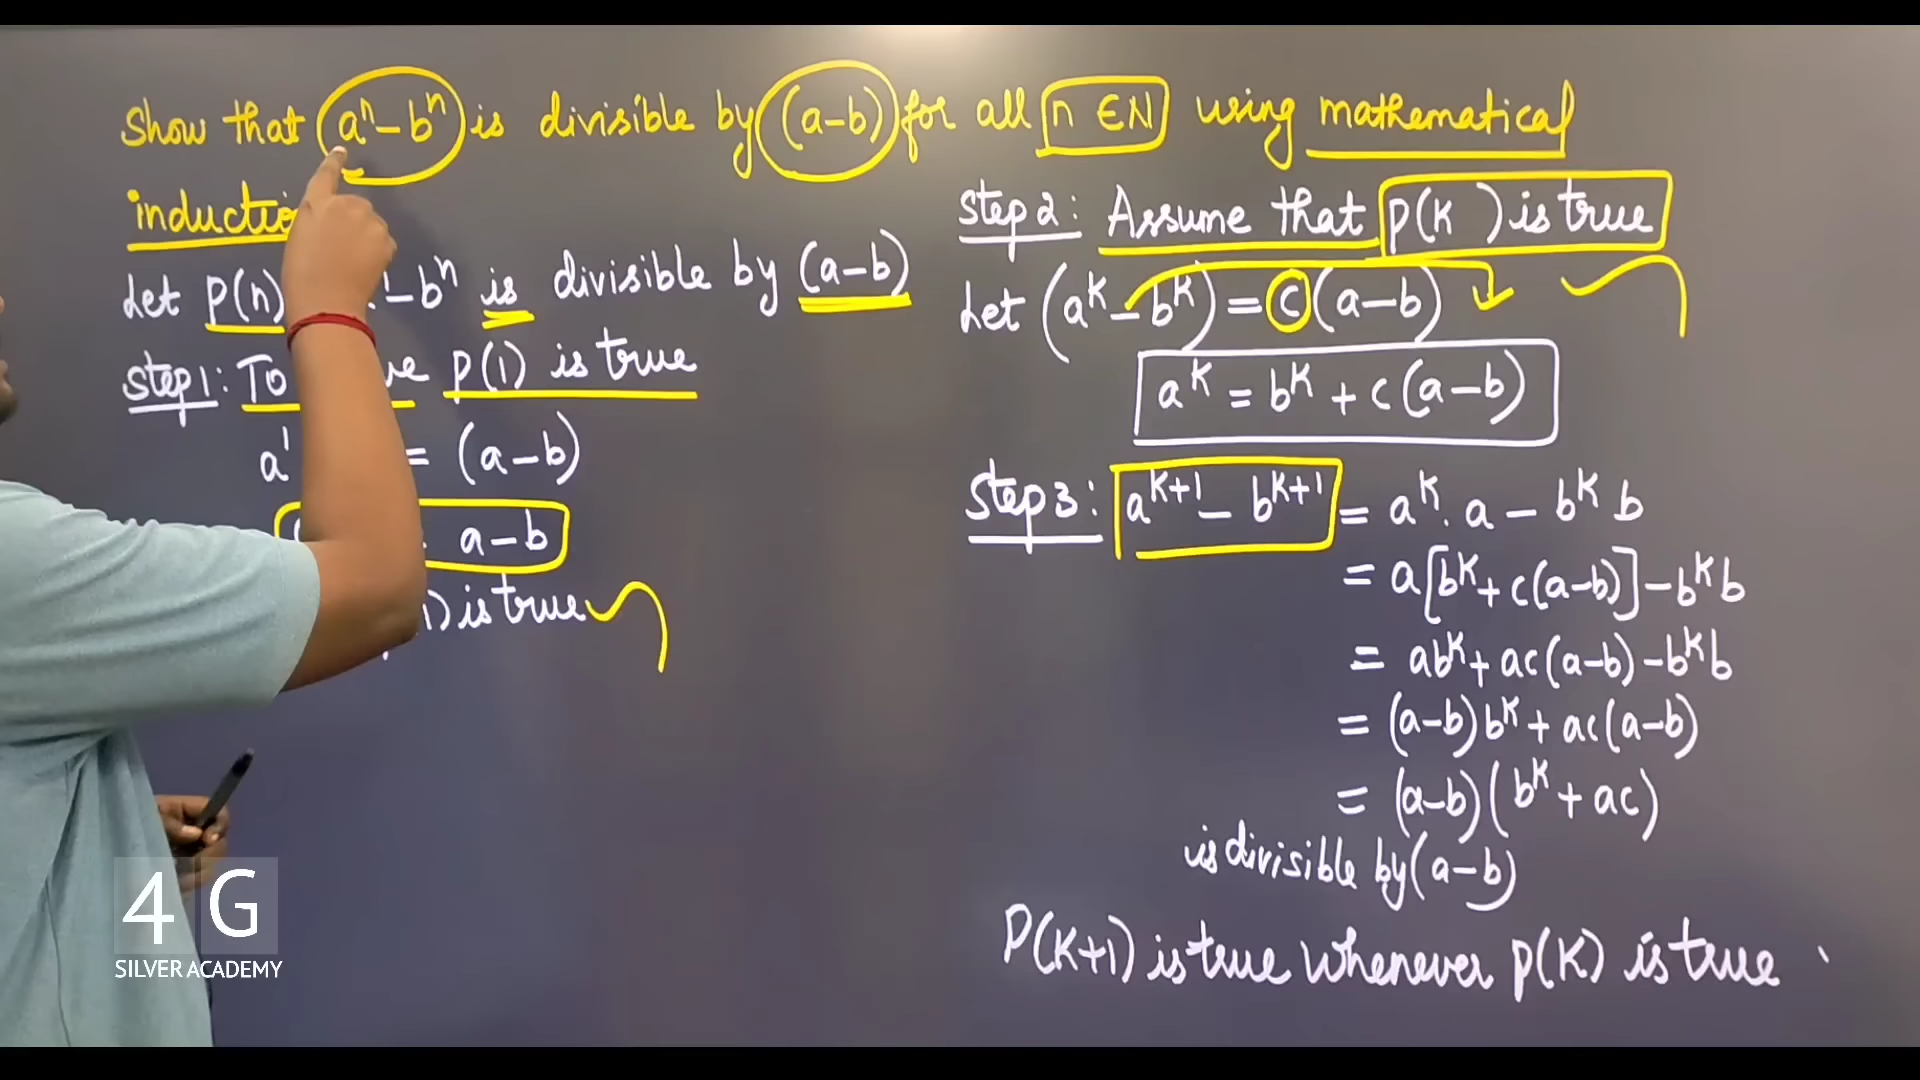 Show that aⁿ - bⁿ is divisible by (a-b) for all n ∈ N using mathematical
induction
Let P(n) - bⁿ is divisible by (a-b)
Step 1: To P(1) is true
a¹ = (a-b)
a-b
is true
Step 2: Assume that P(K ) is true
Let (aᴷ - bᴷ) = c(a-b)
aᴷ = bᴷ + c(a-b)
Step 3: aᴷ⁺¹ - bᴷ⁺¹ = aᴷ. a - bᴷ b
= a[bᴷ + c(a-b)] - bᴷ b
= abᴷ + ac(a-b) - bᴷ b
= (a-b) bᴷ + ac(a-b)
= (a-b)(bᴷ + ac)
is divisible by (a-b)
P(K+1) is true whenever P(K) is true
4 G
SILVER ACADEMY